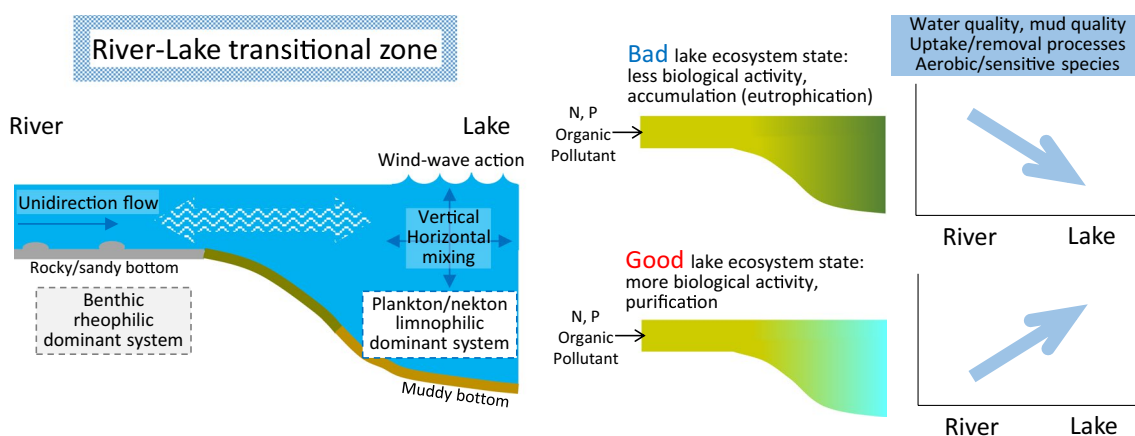 River-Lake transitional zone
River
Lake
Wind-wave action
Unidirection flow
Vertical
Horizontal
mixing
Rocky/sandy bottom
Benthic
rheophilic
dominant system
Plankton/nekton
limnophilic
dominant system
Muddy bottom
Bad lake ecosystem state:
less biological activity,
accumulation (eutrophication)
N, P
Organic
Pollutant
Good lake ecosystem state:
more biological activity,
purification
N, P
Organic
Pollutant
Water quality, mud quality
Uptake/removal processes
Aerobic/sensitive species
River
Lake
River
Lake